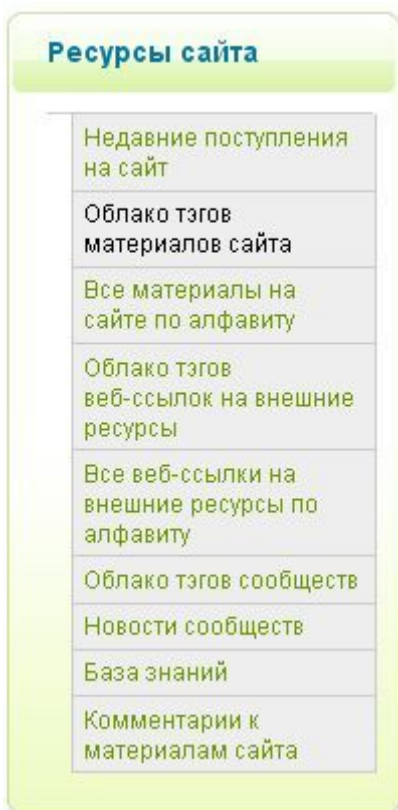 Ресурсы сайта
Недавние поступления
на сайт
Облако тэгов
материалов сайта
Все материалы на
сайте по алфавиту
Облако тэгов
веб-ссылок на внешние
ресурсы
Все веб-ссылки на
внешние ресурсы по
алфавиту
Облако тэгов сообществ
Новости сообществ
База знаний
Комментарии к
материалам сайта